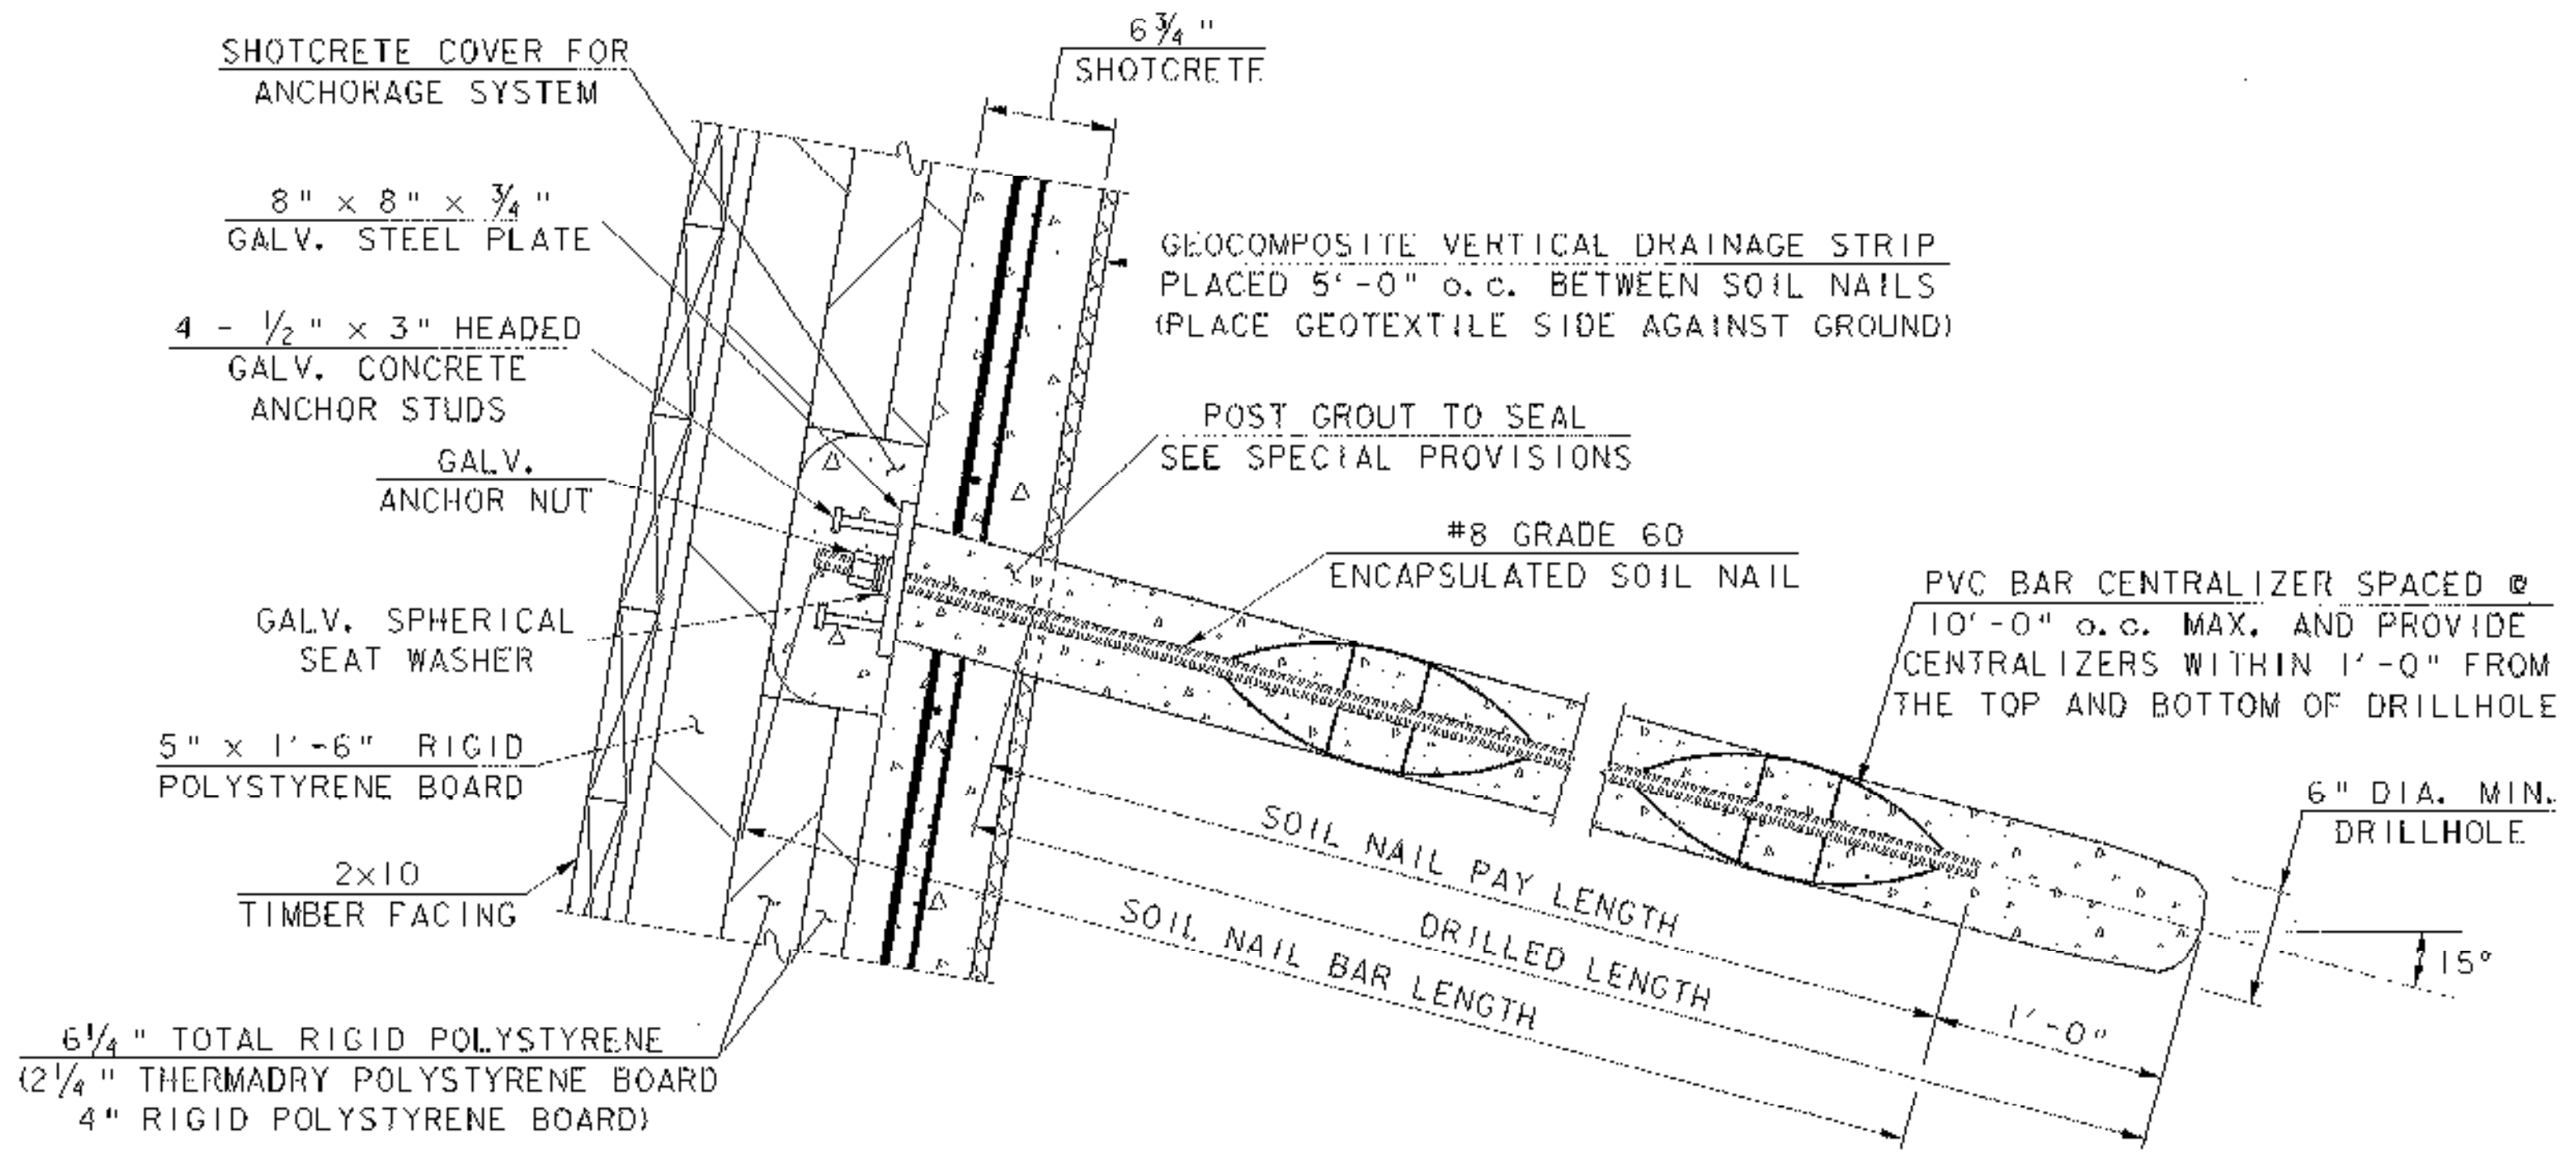 6 3/4 "
SHOTCRETE
SHOTCRETE COVER FOR
ANCHORAGE SYSTEM
8" x 8" x 3/4 "
GALV. STEEL PLATE
4 - 1/2 " x 3" HEADED
GALV. CONCRETE
ANCHOR STUDS
GALV.
ANCHOR NUT
GALV. SPHERICAL
SEAT WASHER
5" x 1'-6" RIGID
POLYSTYRENE BOARD
2x10
TIMBER FACING
6 1/4 " TOTAL RIGID POLYSTYRENE
(2 1/4 " THERMADRY POLYSTYRENE BOARD
4" RIGID POLYSTYRENE BOARD)
GEOCOMPOSITE VERTICAL DRAINAGE STRIP
PLACED 5'-0" o.c. BETWEEN SOIL NAILS
(PLACE GEOTEXTILE SIDE AGAINST GROUND)
POST GROUT TO SEAL
SEE SPECIAL PROVISIONS
#8 GRADE 60
ENCAPSULATED SOIL NAIL
PVC BAR CENTRALIZER SPACED @
10'-0" o.c. MAX. AND PROVIDE
CENTRALIZERS WITHIN 1'-0" FROM
THE TOP AND BOTTOM OF DRILLHOLE
6" DIA. MIN.
DRILLHOLE
15°
SOIL NAIL PAY LENGTH
DRILLED LENGTH
SOIL NAIL BAR LENGTH
1'-0"